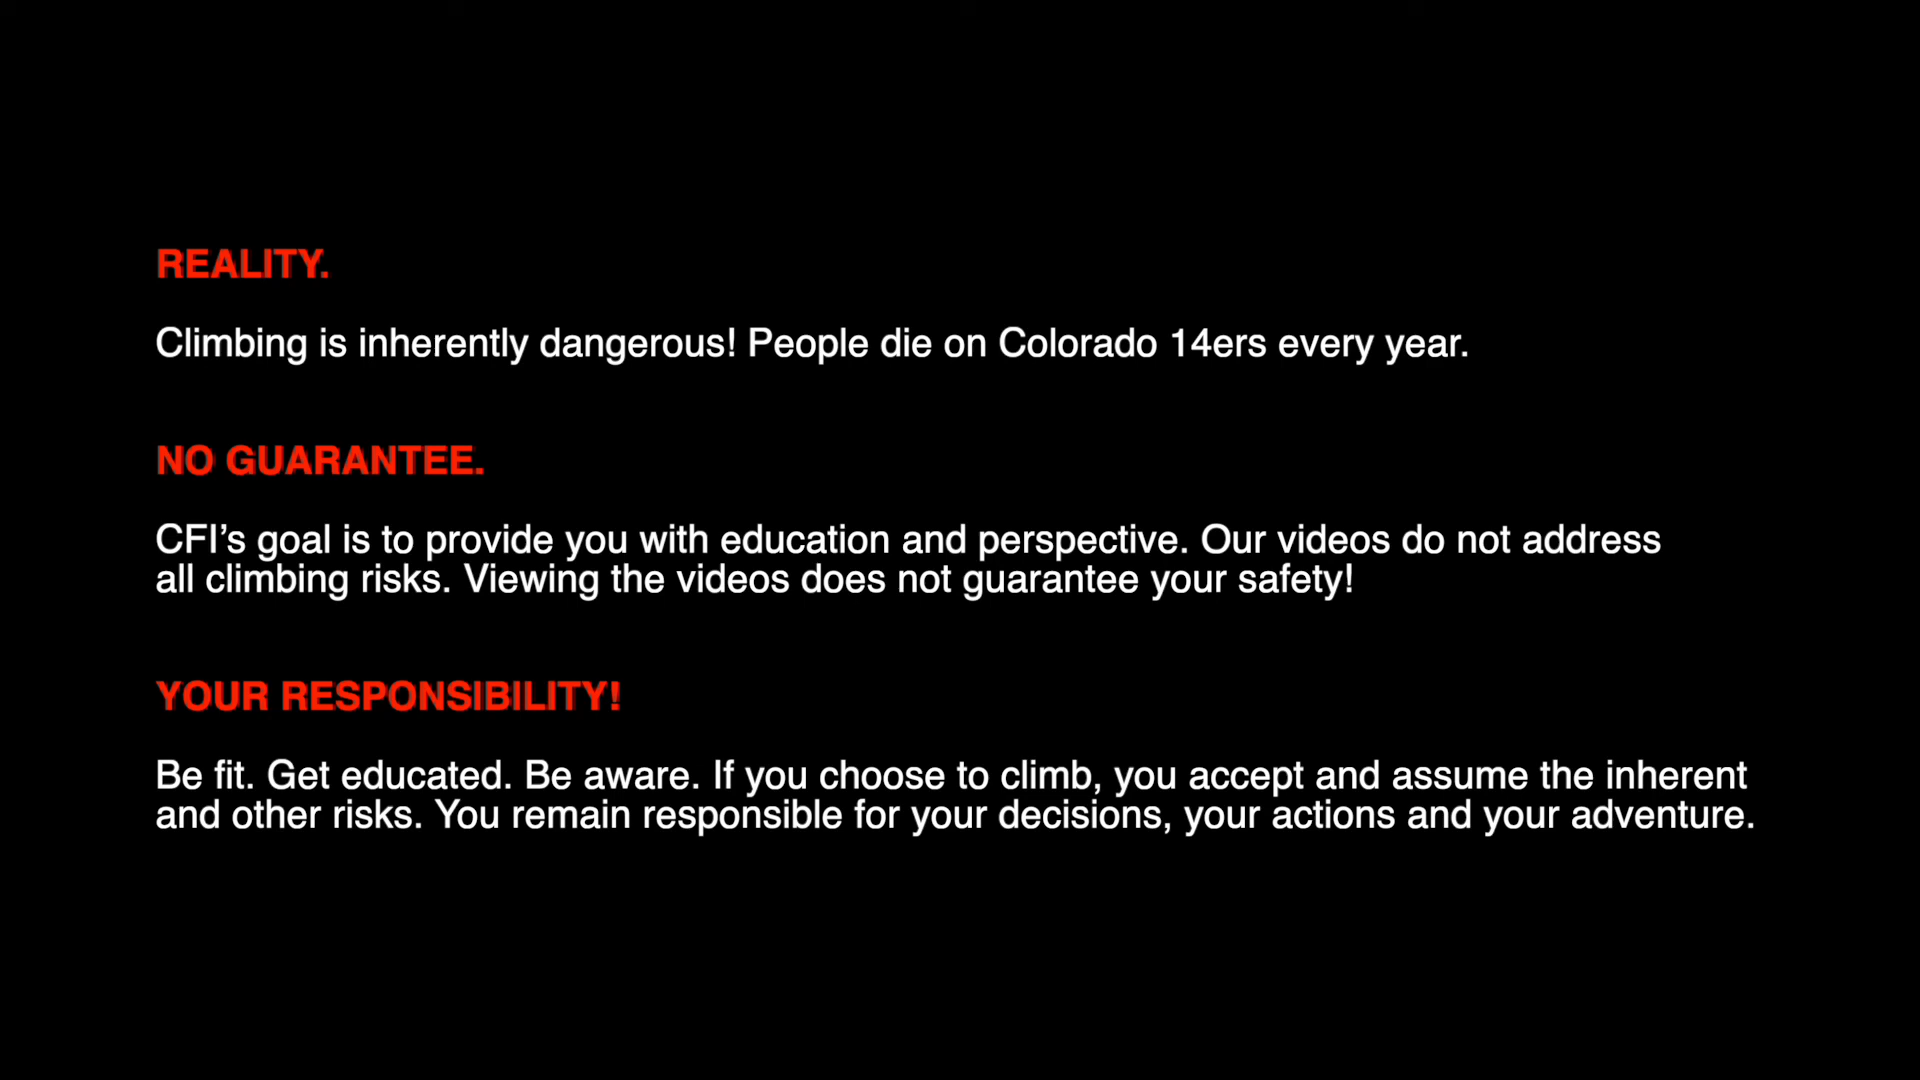 REALITY.
Climbing is inherently dangerous! People die on Colorado 14ers every year.
NO GUARANTEE.
CFI’s goal is to provide you with education and perspective. Our videos do not address
all climbing risks. Viewing the videos does not guarantee your safety!
YOUR RESPONSIBILITY!
Be fit. Get educated. Be aware. If you choose to climb, you accept and assume the inherent
and other risks. You remain responsible for your decisions, your actions and your adventure.